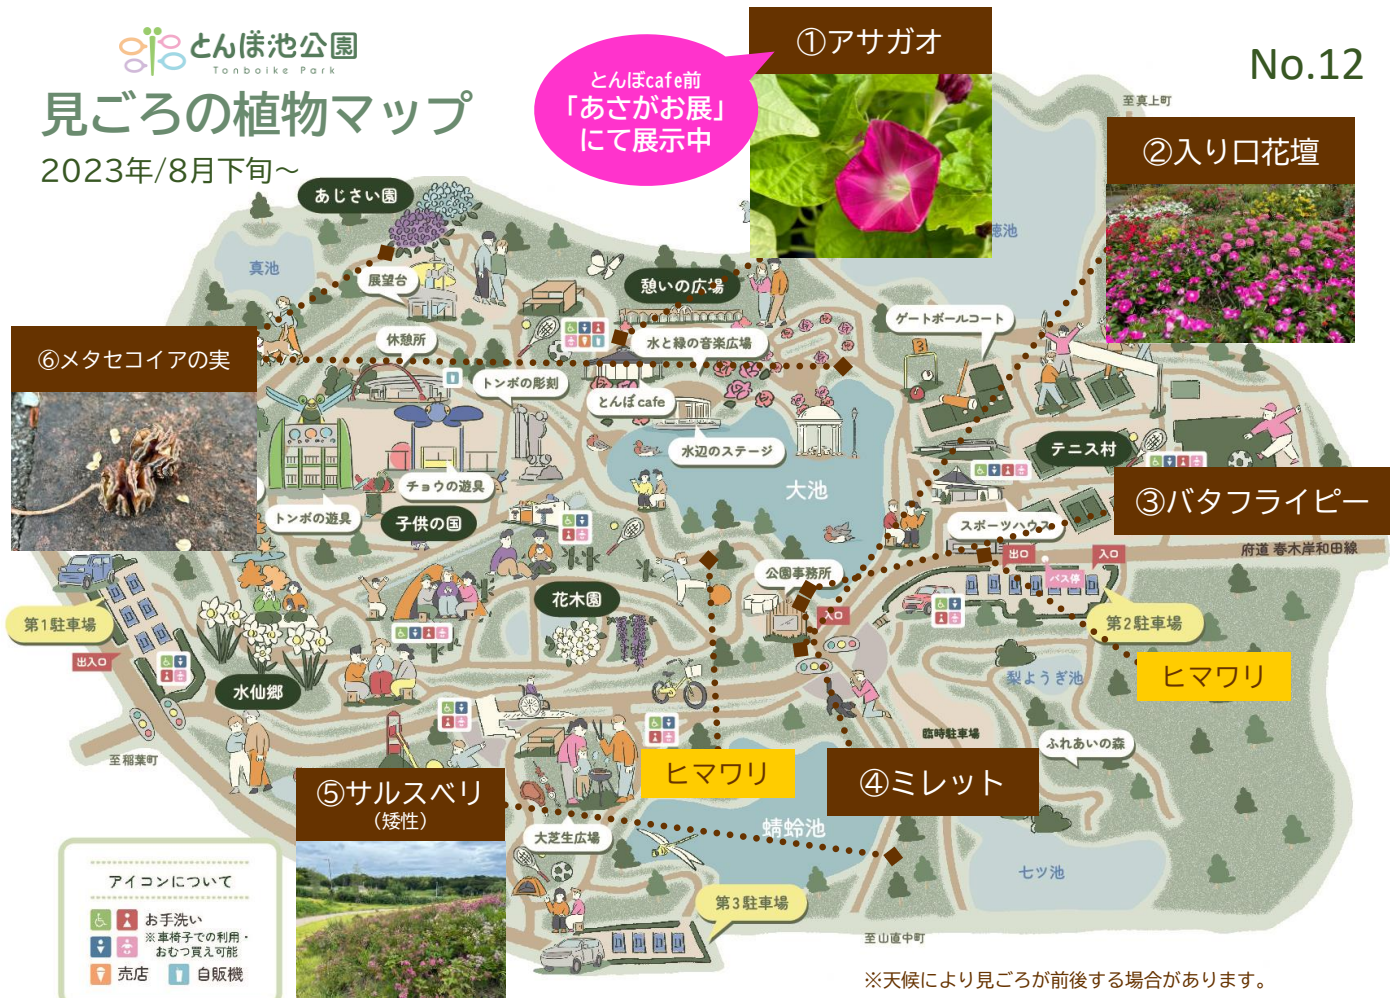 とんぼ池公園
Tonboike Park
見ごろの植物マップ
2023年/8月下旬～
No.12
とんぼcafe前
「あさがお展」
にて展示中
①アサガオ
②入り口花壇
③バタフライピー
④ミレット
⑤サルスベリ
（矮性）
⑥メタセコイアの実
ヒマワリ
ヒマワリ
至真上町
あじさい園
真池
展望台
憩いの広場
徳池
ゲートボールコート
休憩所
水と緑の音楽広場
トンボの彫刻
とんぼcafe
水辺のステージ
テニス村
チョウの遊具
大池
トンボの遊具
子供の国
スポーツハウス
府道 春木岸和田線
出口
入口
バス停
公園事務所
入口
花木園
第1駐車場
第2駐車場
出入口
水仙郷
梨ようぎ池
臨時駐車場
ふれあいの森
至稲葉町
大芝生広場
蜻蛉池
七ツ池
第3駐車場
至山直中町
アイコンについて
お手洗い
※車椅子での利用・
おむつ買え可能
売店
自販機
※天候により見ごろが前後する場合があります。